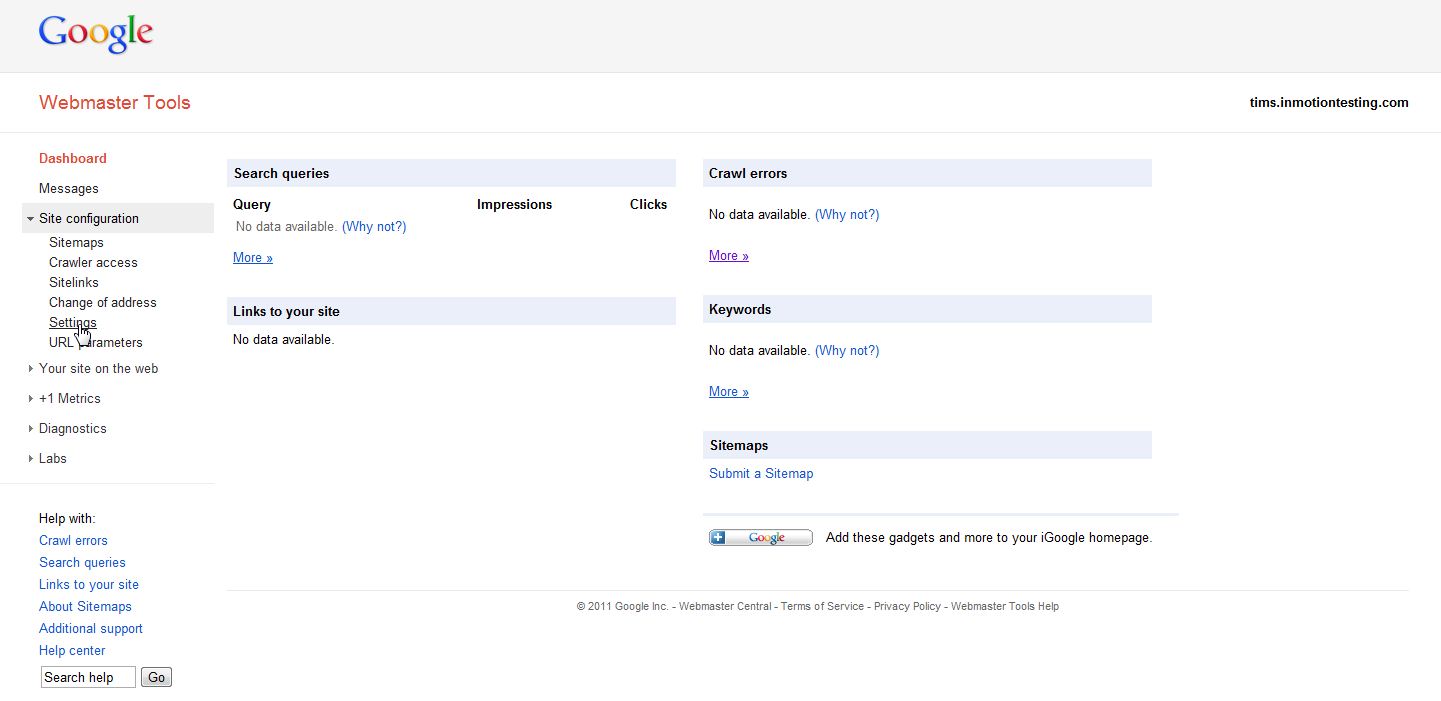 Google
Webmaster Tools
tims.inmotiontesting.com
Dashboard
Messages
Site configuration
Sitemaps
Crawler access
Sitelinks
Change of address
Settings
URL parameters
Your site on the web
+1 Metrics
Diagnostics
Labs
Help with:
Crawl errors
Search queries
Links to your site
About Sitemaps
Additional support
Help center
Search help Go
Search queries
Query Impressions Clicks
No data available. (Why not?)
More »
Links to your site
No data available.
Crawl errors
No data available. (Why not?)
More »
Keywords
No data available. (Why not?)
More »
Sitemaps
Submit a Sitemap
Google Add these gadgets and more to your iGoogle homepage.
© 2011 Google Inc. - Webmaster Central - Terms of Service - Privacy Policy - Webmaster Tools Help